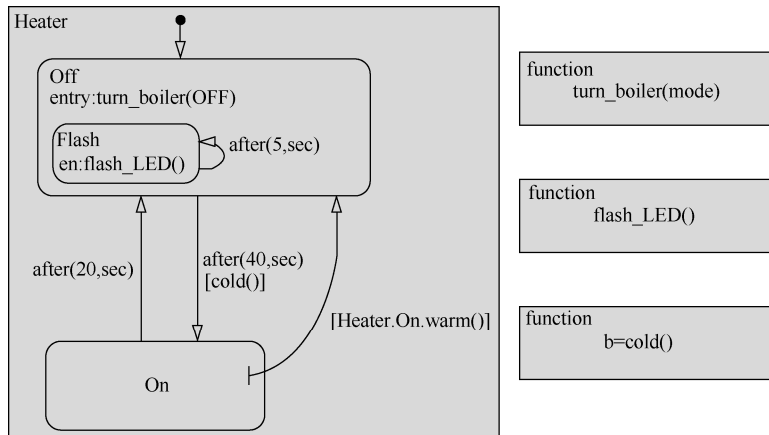 Heater
Off
entry:turn_boiler(OFF)
Flash
en:flash_LED()
after(5,sec)
after(20,sec)
after(40,sec)
[cold()]
[Heater.On.warm()]
On
function
turn_boiler(mode)
function
flash_LED()
function
b=cold()